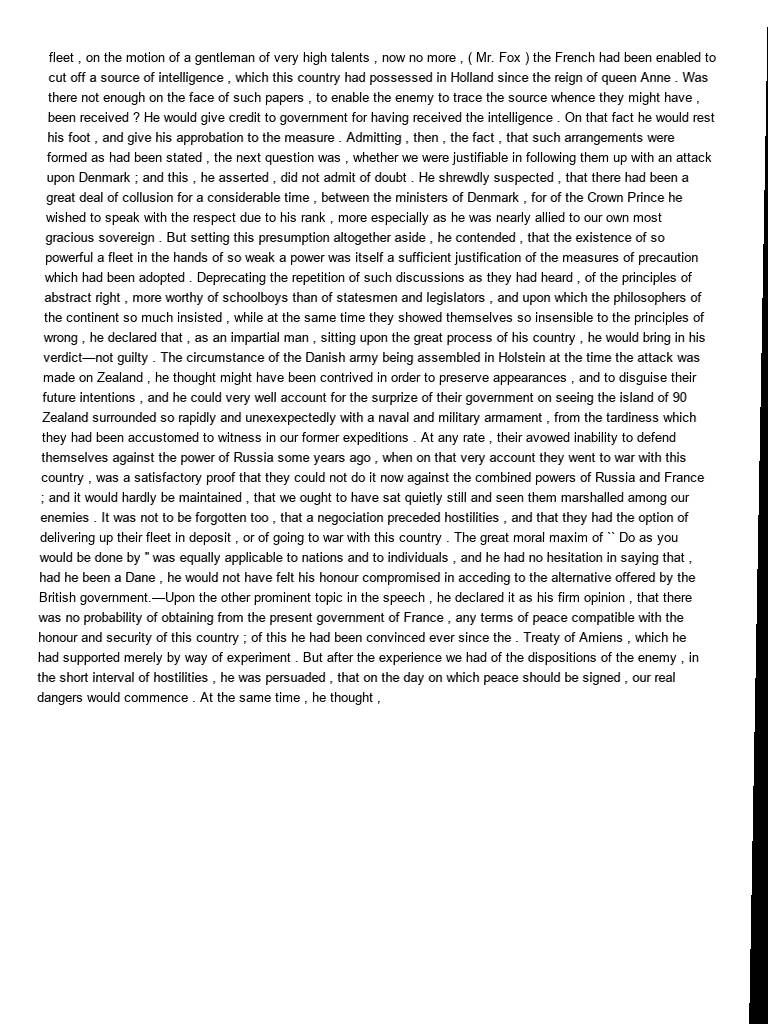 fleet , on the motion of a gentleman of very high talents , now no more , ( Mr. Fox ) the French had been enabled to
cut off a source of intelligence , which this country had possessed in Holland since the reign of queen Anne . Was
there not enough on the face of such papers , to enable the enemy to trace the source whence they might have ,
been received ? He would give credit to government for having received the intelligence . On that fact he would rest
his foot , and give his approbation to the measure . Admitting , then , the fact , that such arrangements were
formed as had been stated , the next question was , whether we were justifiable in following them up with an attack
upon Denmark ; and this , he asserted , did not admit of doubt . He shrewdly suspected , that there had been a
great deal of collusion for a considerable time , between the ministers of Denmark , for of the Crown Prince he
wished to speak with the respect due to his rank , more especially as he was nearly allied to our own most
gracious sovereign . But setting this presumption altogether aside , he contended , that the existence of so
powerful a fleet in the hands of so weak a power was itself a sufficient justification of the measures of precaution
which had been adopted . Deprecating the repetition of such discussions as they had heard , of the principles of
abstract right , more worthy of schoolboys than of statesmen and legislators , and upon which the philosophers of
the continent so much insisted , while at the same time they showed themselves so insensible to the principles of
wrong , he declared that , as an impartial man , sitting upon the great process of his country , he would bring in his
verdict—not guilty . The circumstance of the Danish army being assembled in Holstein at the time the attack was
made on Zealand , he thought might have been contrived in order to preserve appearances , and to disguise their
future intentions , and he could very well account for the surprize of their government on seeing the island of 90
Zealand surrounded so rapidly and unexexpectedly with a naval and military armament , from the tardiness which
they had been accustomed to witness in our former expeditions . At any rate , their avowed inability to defend
themselves against the power of Russia some years ago , when on that very account they went to war with this
country , was a satisfactory proof that they could not do it now against the combined powers of Russia and France
; and it would hardly be maintained , that we ought to have sat quietly still and seen them marshalled among our
enemies . It was not to be forgotten too , that a negociation preceded hostilities , and that they had the option of
delivering up their fleet in deposit , or of going to war with this country . The great moral maxim of `` Do as you
would be done by '' was equally applicable to nations and to individuals , and he had no hesitation in saying that ,
had he been a Dane , he would not have felt his honour compromised in acceding to the alternative offered by the
British government.—Upon the other prominent topic in the speech , he declared it as his firm opinion , that there
was no probability of obtaining from the present government of France , any terms of peace compatible with the
honour and security of this country ; of this he had been convinced ever since the . Treaty of Amiens , which he
had supported merely by way of experiment . But after the experience we had of the dispositions of the enemy , in
the short interval of hostilities , he was persuaded , that on the day on which peace should be signed , our real
dangers would commence . At the same time , he thought ,